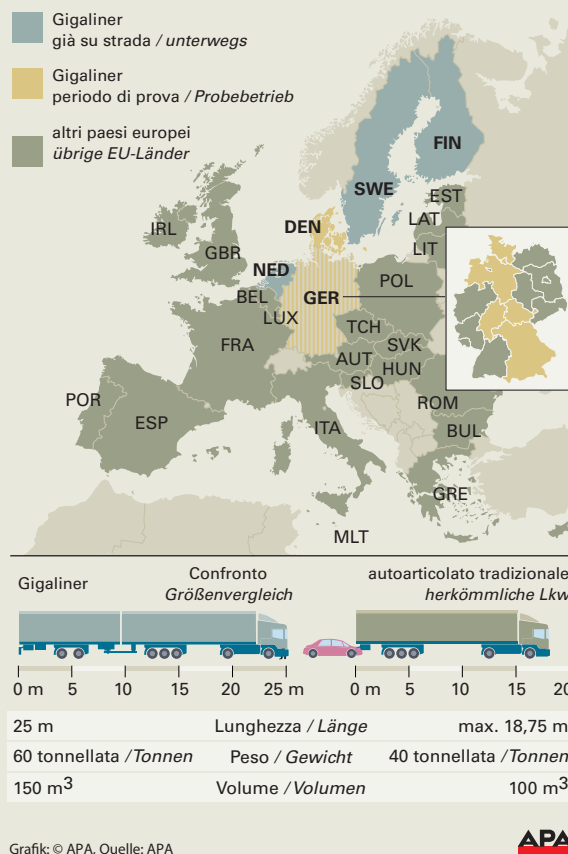 Gigaliner
già su strada / unterwegs
Gigaliner
periodo di prova / Probebetrieb
altri paesi europei
übrige EU-Länder
FIN
SWE
EST
LAT
LIT
DEN
IRL
GBR
NED
BEL
GER
POL
LUX
TCH
FRA
SVK
AUT
HUN
SLO
POR
ROM
ESP
ITA
BUL
GRE
MLT
Gigaliner
Confronto
Größenvergleich
autoarticolato tradizionale
herkömmliche Lkw
0 m 5 10 15 20 25 m
0 m 5 10 15 20
25 m Lunghezza / Länge max. 18,75 m
60 tonnellata / Tonnen Peso / Gewicht 40 tonnellata / Tonnen
150 m³ Volume / Volumen 100 m³
Grafik: © APA, Quelle: APA
APA